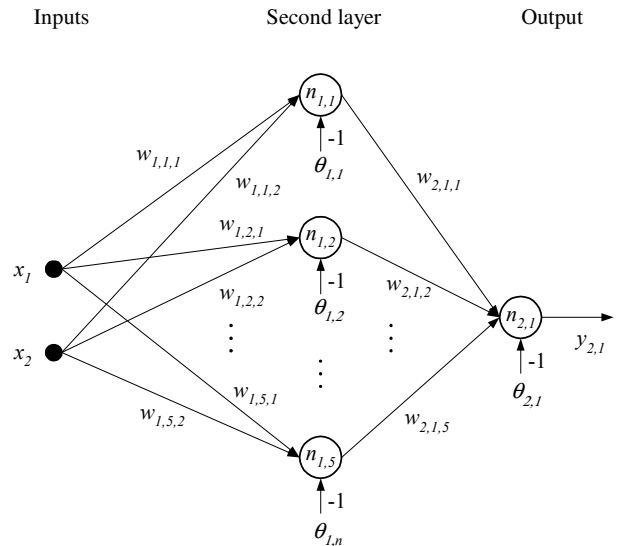 Inputs Second layer Output
n1,1
-1
θ1,1
w1,1,1
w1,1,2
w2,1,1
w1,2,1
n1,2
-1
θ1,2
x1
w1,2,2
w2,1,2
n2,1
y2,1
-1
θ2,1
x2
w1,5,1
w1,5,2
w2,1,5
n1,5
-1
θ1,n